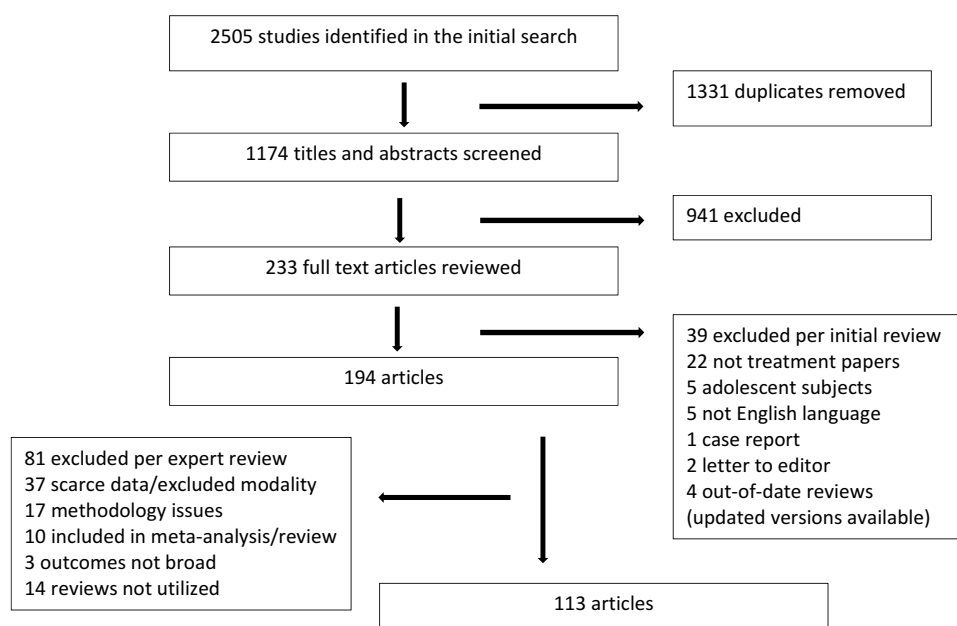 2505 studies identified in the initial search
1331 duplicates removed
1174 titles and abstracts screened
941 excluded
233 full text articles reviewed
39 excluded per initial review
22 not treatment papers
5 adolescent subjects
5 not English language
1 case report
2 letter to editor
4 out-of-date reviews
(updated versions available)
194 articles
81 excluded per expert review
37 scarce data/excluded modality
17 methodology issues
10 included in meta-analysis/review
3 outcomes not broad
14 reviews not utilized
113 articles